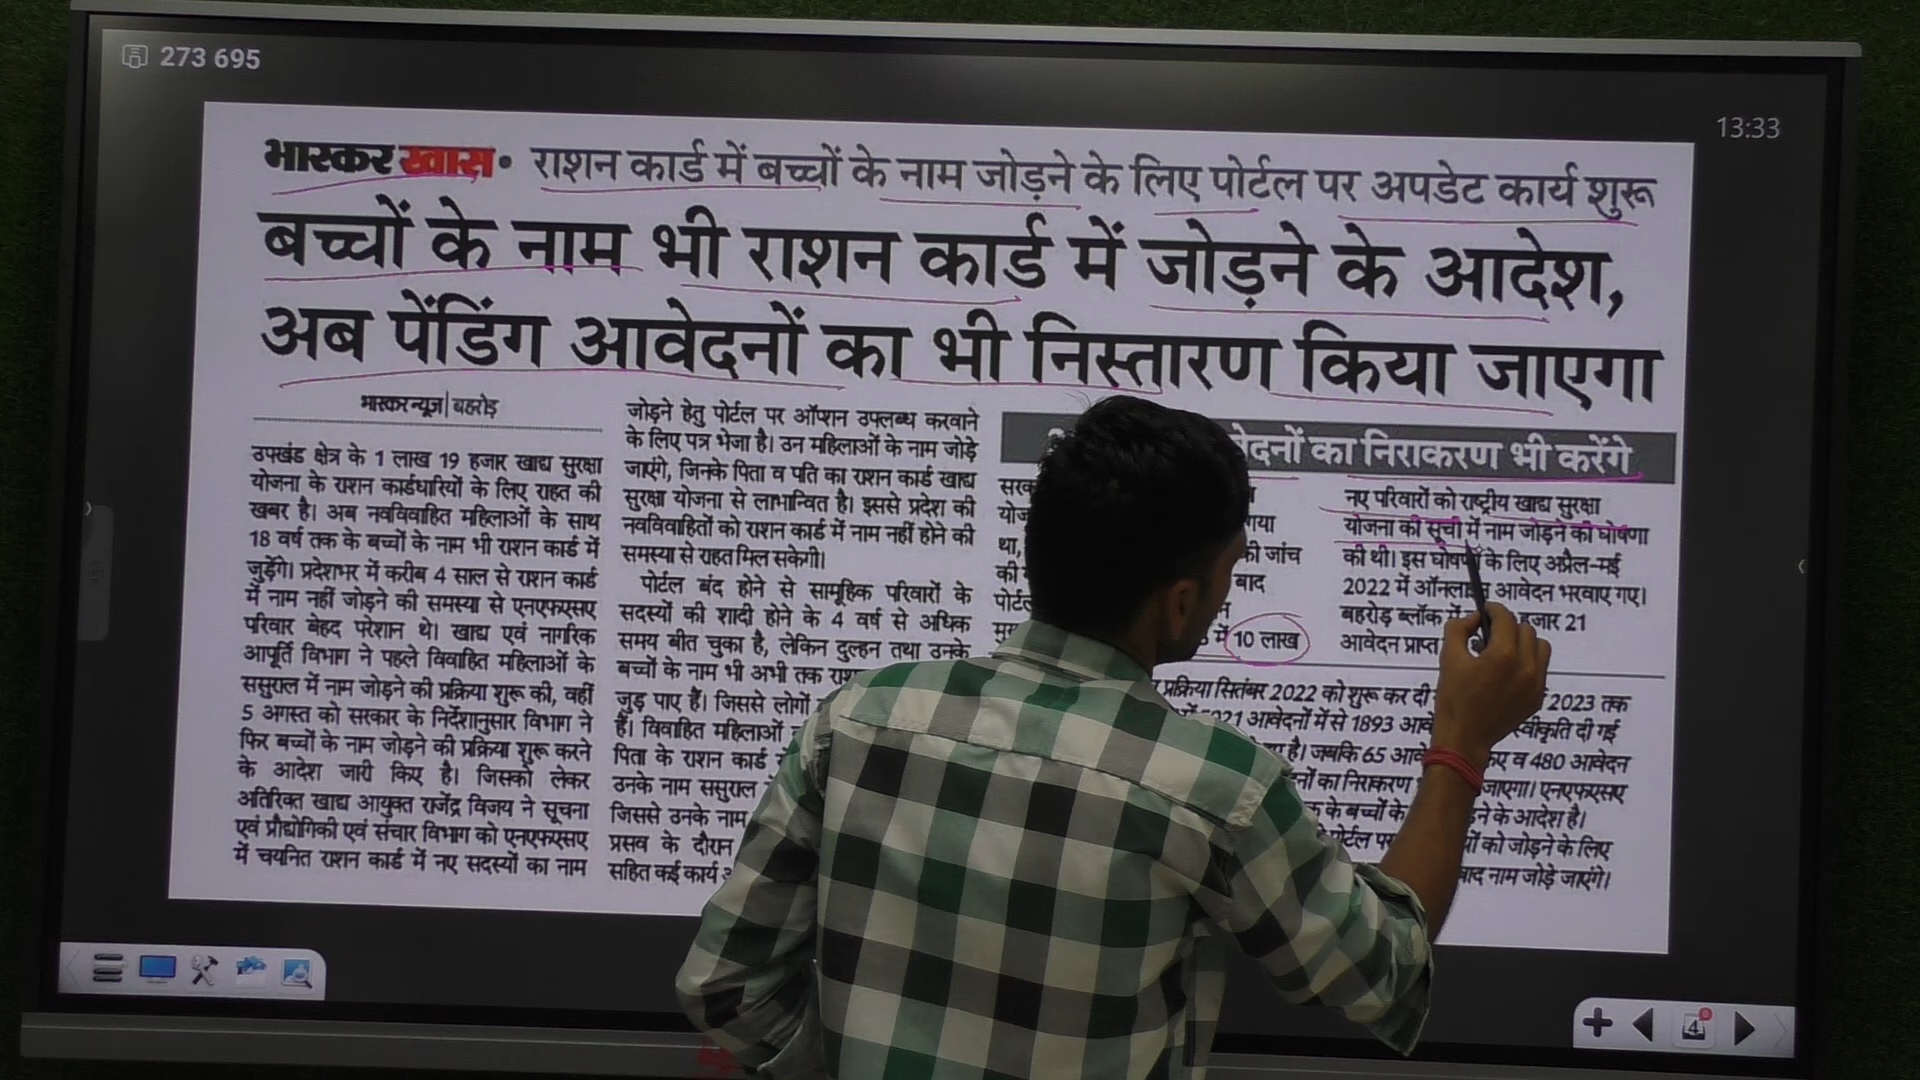 273 695
13:33
भास्कर खास• राशन कार्ड में बच्चों के नाम जोड़ने के लिए पोर्टल पर अपडेट कार्य शुरू
बच्चों के नाम भी राशन कार्ड में जोड़ने के आदेश,
अब पेंडिंग आवेदनों का भी निस्तारण किया जाएगा
भास्कर न्यूज | बहरोड़
उपखंड क्षेत्र के 1 लाख 19 हजार खाद्य सुरक्षा
योजना के राशन कार्डधारियों के लिए राहत की
खबर है। अब नवविवाहित महिलाओं के साथ
18 वर्ष तक के बच्चों के नाम भी राशन कार्ड में
जुड़ेंगे। प्रदेशभर में करीब 4 साल से राशन कार्ड
में नाम नहीं जोड़ने की समस्या से एनएफएसए
परिवार बेहद परेशान थे। खाद्य एवं नागरिक
आपूर्ति विभाग ने पहले विवाहित महिलाओं के
ससुराल में नाम जोड़ने की प्रक्रिया शुरू की, वहीं
5 अगस्त को सरकार के निर्देशानुसार विभाग ने
फिर बच्चों के नाम जोड़ने की प्रक्रिया शुरू करने
के आदेश जारी किए है। जिसको लेकर
अतिरिक्त खाद्य आयुक्त राजेंद्र विजय ने सूचना
एवं प्रौद्योगिकी एवं संचार विभाग को एनएफएसए
में चयनित राशन कार्ड में नए सदस्यों का नाम
जोड़ने हेतु पोर्टल पर ऑप्शन उपलब्ध करवाने
के लिए पत्र भेजा है। उन महिलाओं के नाम जोड़े
जाएंगे, जिनके पिता व पति का राशन कार्ड खाद्य
सुरक्षा योजना से लाभान्वित है। इससे प्रदेश की
नवविवाहितों को राशन कार्ड में नाम नहीं होने की
समस्या से राहत मिल सकेगी।
पोर्टल बंद होने से सामूहिक परिवारों के
सदस्यों की शादी होने के 4 वर्ष से अधिक
समय बीत चुका है, लेकिन दुल्हन तथा उनके
बच्चों के नाम भी अभी तक
जुड़ पाए हैं। जिससे लोगों
हैं। विवाहित महिलाओं
पिता के राशन कार्ड
उनके नाम ससुराल
जिससे उनके नाम
प्रसव के दौरान
सहित कई कार्य
का निराकरण भी करेंगे
था,
की
की जांच
बाद
में 10 लाख
नए परिवारों को राष्ट्रीय खाद्य सुरक्षा
योजना की सूची में नाम जोड़ने की घोषणा
की थी। इस घोषणा के लिए अप्रैल-मई
2022 में ऑनलाइन आवेदन भरवाए गए।
बहरोड़ ब्लॉक में हजार 21
आवेदन प्राप्त
प्रक्रिया सितंबर 2022 को शुरू कर दी 2023 तक
आवेदनों में से 1893 स्वीकृति दी गई
है। जबकि 65 व 480 आवेदन
का निराकरण जाएगा। एनएफएसए
के बच्चों के के आदेश है।
पोर्टल पर को जोड़ने के लिए
बाद नाम जोड़े जाएंगे।
4